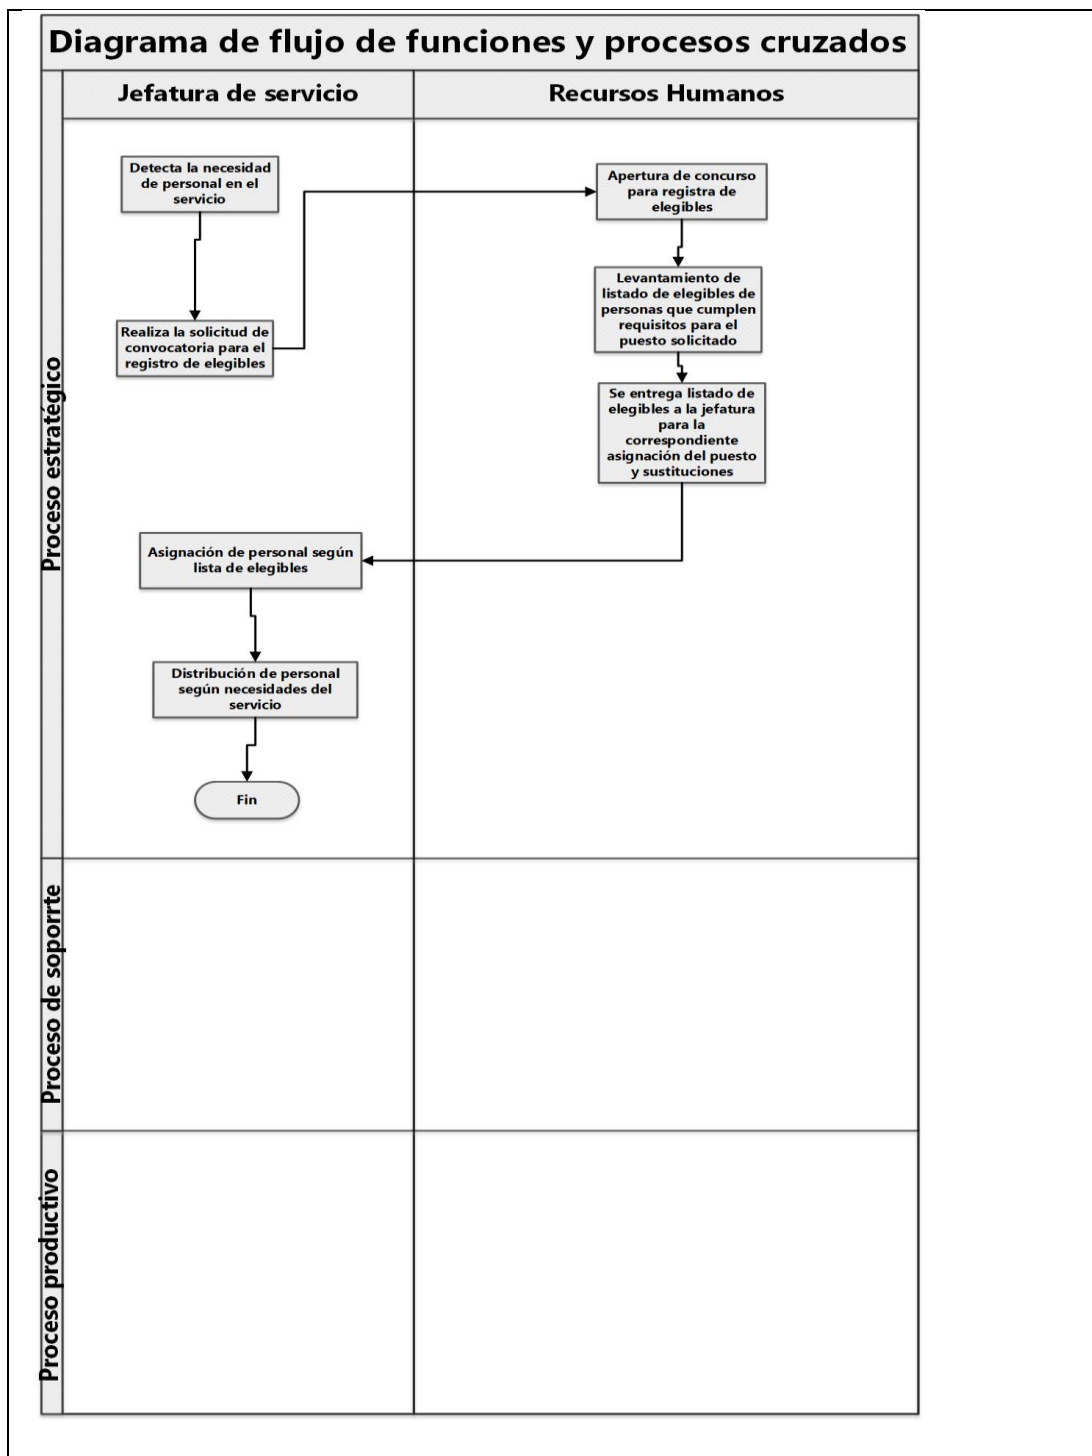 Diagrama de flujo de funciones y procesos cruzados
Jefatura de servicio
Recursos Humanos
Proceso estratégico
Detecta la necesidad
de personal en el
servicio
Realiza la solicitud de
convocatoria para el
registro de elegibles
Apertura de concurso
para registra de
elegibles
Levantamiento de
listado de elegibles de
personas que cumplen
requisitos para el
puesto solicitado
Se entrega listado de
elegibles a la jefatura
para la
correspondiente
asignación del puesto
y sustituciones
Asignación de personal según
lista de elegibles
Distribución de personal
según necesidades del
servicio
Fin
Proceso de soporrte
Proceso productivo